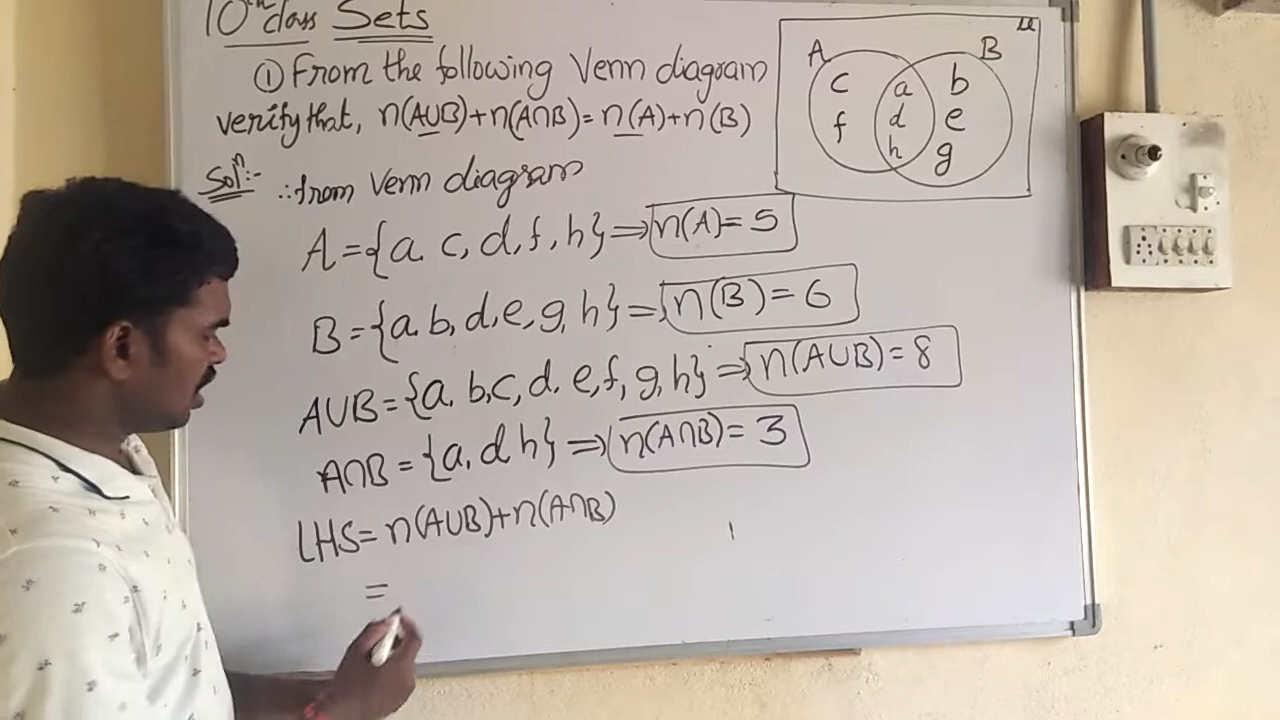 10th class Sets
① From the following Venn diagram
verify that, n(A∪B)+n(A∩B)=n(A)+n(B)
Solⁿ:- ∴ from Venn diagram
A={a. c, d, f, h} ⇒ n(A)=5
B={a. b, d, e, g, h} ⇒ n(B)=6
A∪B={a. b, c, d. e, f, g, h} ⇒ n(A∪B)=8
A∩B={a, d h} ⇒ n(A∩B)=3
LHS=n(A∪B)+n(A∩B)
=
μ
A B
c a b
f d e
h g